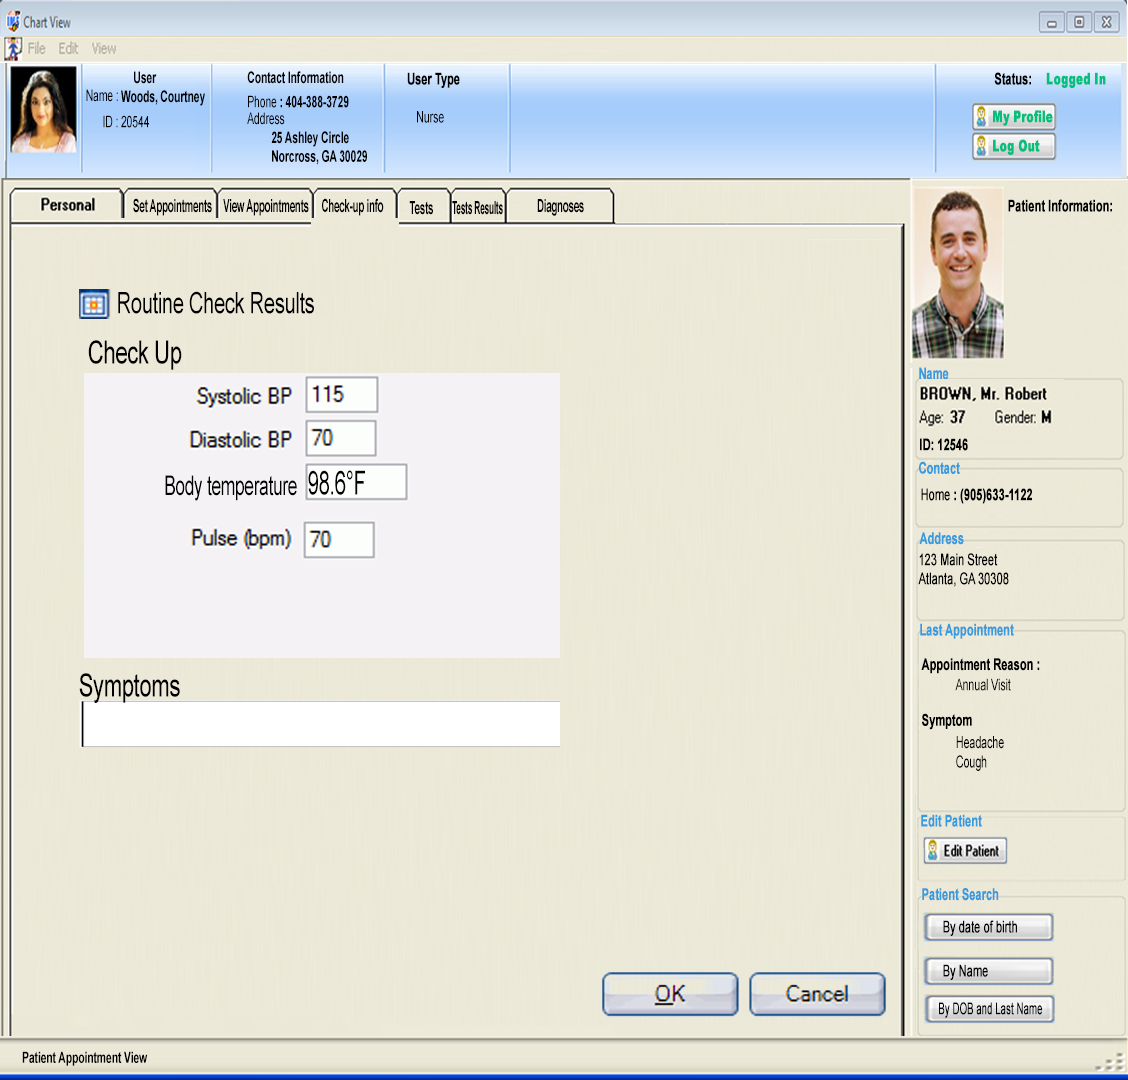 Chart View
File Edit View
User
Name : Woods, Courtney
ID : 20544
Contact Information
Phone : 404-388-3729
Address
25 Ashley Circle
Norcross, GA 30029
User Type
Nurse
Status: Logged In
My Profile
Log Out
Personal Set Appointments View Appointments Check-up info Tests Tests Results Diagnoses
Routine Check Results
Check Up
Systolic BP 115
Diastolic BP 70
Body temperature 98.6°F
Pulse (bpm) 70
Symptoms
OK Cancel
Patient Information:
Name
BROWN, Mr. Robert
Age: 37 Gender: M
ID: 12546
Contact
Home : (905)633-1122
Address
123 Main Street
Atlanta, GA 30308
Last Appointment
Appointment Reason :
Annual Visit
Symptom
Headache
Cough
Edit Patient
Edit Patient
Patient Search
By date of birth
By Name
By DOB and Last Name
Patient Appointment View